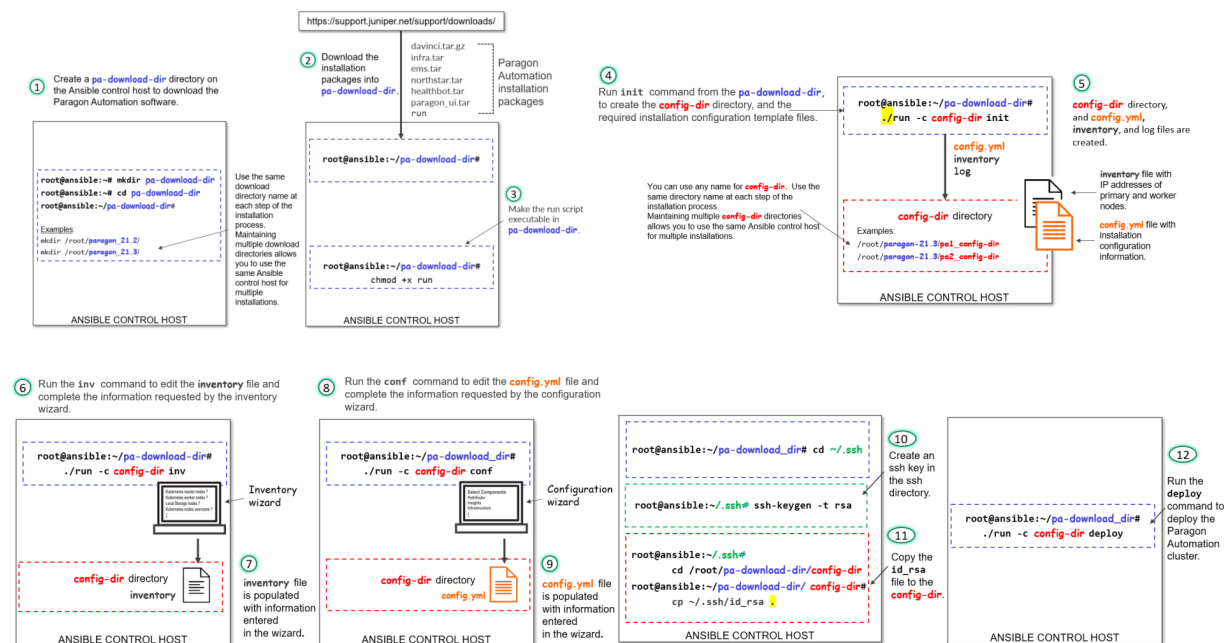 https://support.juniper.net/support/downloads/
1
Create a pa-download-dir directory on
the Ansible control host to download the
Paragon Automation software.
root@ansible:~# mkdir pa-download-dir
root@ansible:~# cd pa-download-dir
root@ansible:~/pa-download-dir#
Examples:
mkdir /root/paragon_21.2/
mkdir /root/paragon_21.3/
Use the same
download
directory name at
each step of the
installation
process.
Maintaining
multiple download
directories allows
you to use the
same Ansible
control host for
multiple
installations.
ANSIBLE CONTROL HOST
2
Download the
installation
packages into
pa-download-dir.
davinci.tar.gz
infra.tar
ems.tar
northstar.tar
healthbot.tar
paragon_ui.tar
run
Paragon
Automation
installation
packages
root@ansible:~/pa-download-dir#
3
Make the run script
executable in
pa-download-dir.
root@ansible:~/pa-download-dir#
chmod +x run
ANSIBLE CONTROL HOST
4
Run init command from the pa-download-dir,
to create the config-dir directory, and the
required installation configuration template files.
root@ansible:~/pa-download-dir#
./run -c config-dir init
config.yml
inventory
log
5
config-dir directory,
and config.yml,
inventory, and log files are
created.
You can use any name for config-dir. Use the
same directory name at each step of the
installation process.
Maintaining multiple config-dir directories
allows you to use the same Ansible control host
for multiple installations.
config-dir directory
Examples:
/root/paragon-21.3/pa1_config-dir
/root/paragon-21.3/pa2_config-dir
inventory file with
IP addresses of
primary and worker
nodes.
config.yml file with
installation
configuration
information.
ANSIBLE CONTROL HOST
6
Run the inv command to edit the inventory file and
complete the information requested by the inventory
wizard.
root@ansible:~/pa-download-dir#
./run -c config-dir inv
Kubernetes master nodes ?
Kubernetes worker nodes ?
Local Storage nodes ?
Kubernetes node username ?
Inventory
wizard
config-dir directory
inventory
7
inventory file
is populated
with information
entered
in the wizard.
ANSIBLE CONTROL HOST
8
Run the conf command to edit the config.yml file and
complete the information requested by the configuration
wizard.
root@ansible:~/pa-download_dir#
./run -c config-dir conf
Select Components
Pathfinder
Insights
Infrastructure
Configuration
wizard
config-dir directory
config.yml
9
config.yml file
is populated
with information
entered
in the wizard.
ANSIBLE CONTROL HOST
root@ansible:~/pa-download_dir# cd ~/.ssh
10
Create an
ssh key in
the ssh
directory.
root@ansible:~/.ssh# ssh-keygen -t rsa
root@ansible:~/.ssh#
cd /root/pa-download-dir/config-dir
root@ansible:~/pa-download-dir/ config-dir#
cp ~/.ssh/id_rsa .
11
Copy the
id_rsa
file to the
config-dir.
ANSIBLE CONTROL HOST
root@ansible:~/pa-download_dir#
./run -c config-dir deploy
12
Run the
deploy
command to
deploy the
Paragon
Automation
cluster.
ANSIBLE CONTROL HOST